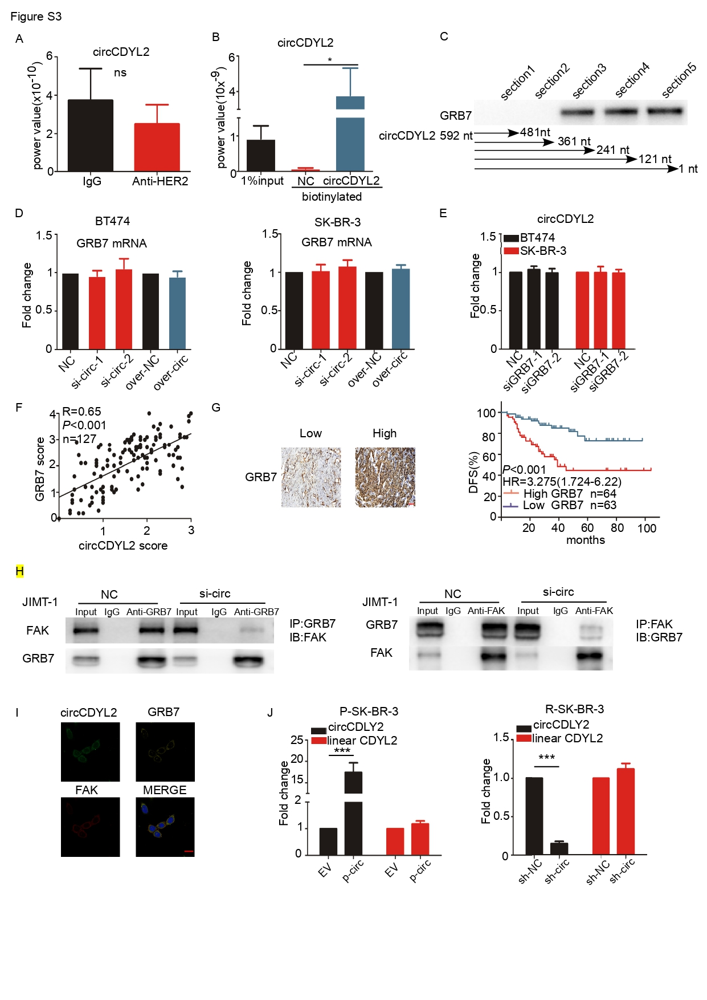 Figure S3
A
circCDYL2
ns
power value(x10-10)
6
4
2
0
IgG
Anti-HER2
B
circCDYL2
*
power value(10x-9)
6
4
1
0
1%input
NC
circCDYL2
biotinylated
C
section1
section2
section3
section4
section5
GRB7
circCDYL2 592 nt
481nt
361 nt
241 nt
121 nt
1 nt
D
BT474
GRB7 mRNA
Fold change
1.5
1
0.5
0
NC
si-circ-1
si-circ-2
over-NC
over-circ
SK-BR-3
GRB7 mRNA
Fold change
1.5
1
0.5
0
NC
si-circ-1
si-circ-2
over-NC
over-circ
E
circCDYL2
BT474
SK-BR-3
Fold change
1.5
1
0.5
0
NC
siGRB7-1
siGRB7-2
NC
siGRB7-1
siGRB7-2
F
R=0.65
P<0.001
n=127
GRB7 score
4
3
2
1
0
1
2
3
circCDYL2 score
G
Low
High
GRB7
DFS(%)
100
80
60
40
20
0
P<0.001
HR=3.275(1.724-6.22)
High GRB7 n=64
Low GRB7 n=63
20
40
60
80
100
months
H
JIMT-1
NC
si-circ
Input
IgG
Anti-GRB7
Input
IgG
Anti-GRB7
FAK
GRB7
IP:GRB7
IB:FAK
JIMT-1
NC
si-circ
Input
IgG
Anti-FAK
Input
IgG
Anti-FAK
GRB7
FAK
IP:FAK
IB:GRB7
I
circCDYL2
GRB7
FAK
MERGE
J
P-SK-BR-3
circCDLY2
linear CDYL2
***
Fold change
25
20
15
2
1
0
EV
p-circ
EV
p-circ
R-SK-BR-3
circCDLY2
linear CDYL2
***
Fold change
1.5
1.0
0.5
0
sh-NC
sh-circ
sh-NC
sh-circ